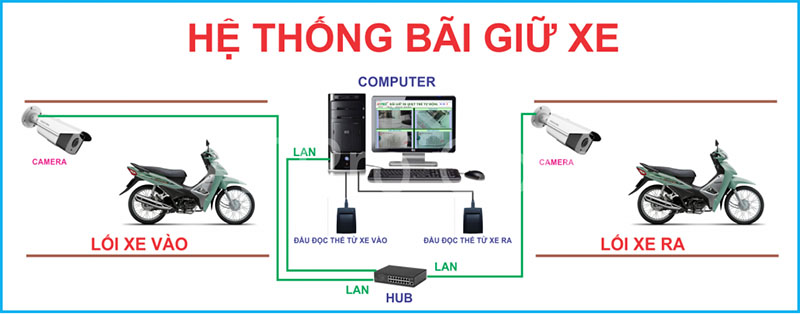 HỆ THỐNG BÃI GIỮ XE
COMPUTER
CAMERA
LAN
CAMERA
ĐẦU ĐỌC THẺ TỪ XE VÀO
ĐẦU ĐỌC THẺ TỪ XE RA
LỐI XE VÀO
LỐI XE RA
LAN
LAN
HUB